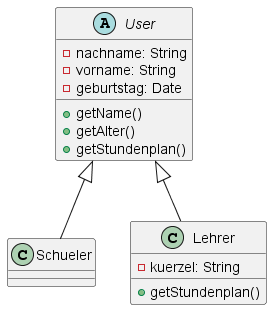 A User
nachname: String
vorname: String
geburtstag: Date
getName()
getAlter()
getStundenplan()
C Schueler
C Lehrer
kuerzel: String
getStundenplan()